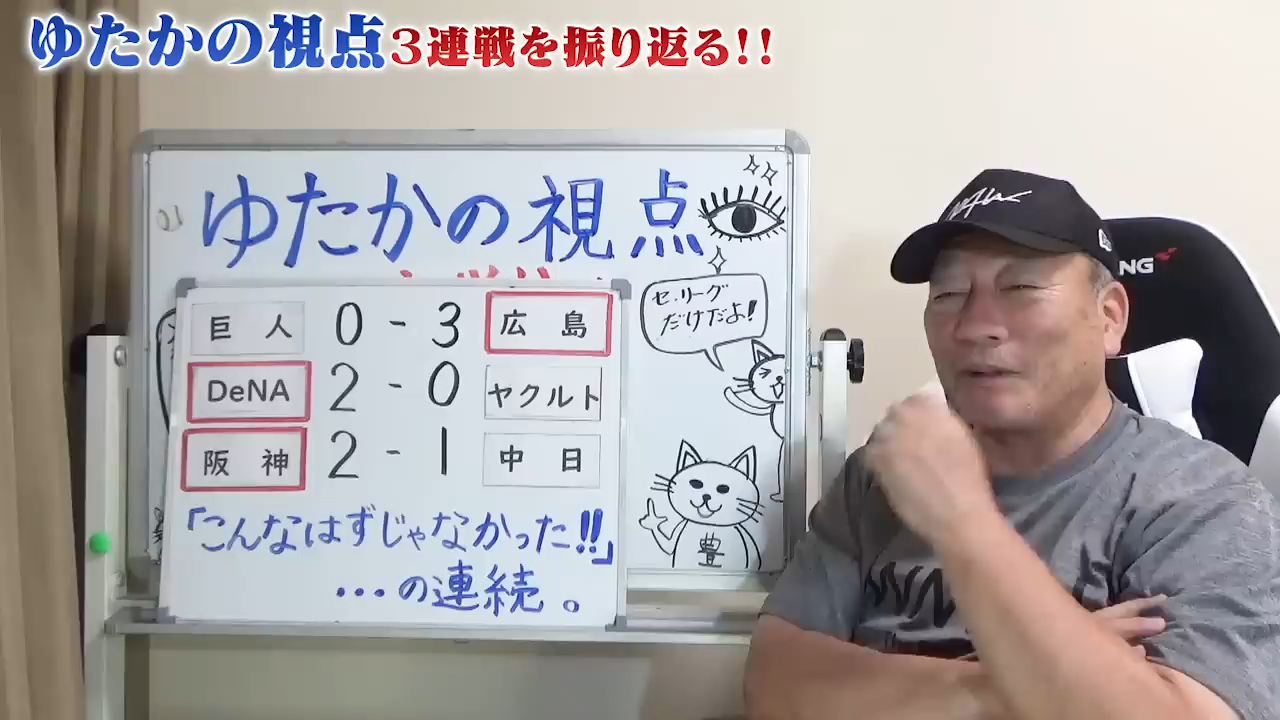 ゆたかの視点3連戦を振り返る!!
ゆたかの視点
セ・リーグ
だけだよ!
巨人 0 - 3 広島
DeNA 2 - 0 ヤクルト
阪神 2 - 1 中日
「こんなはずじゃなかった!!」
…の連続。
豊
NG